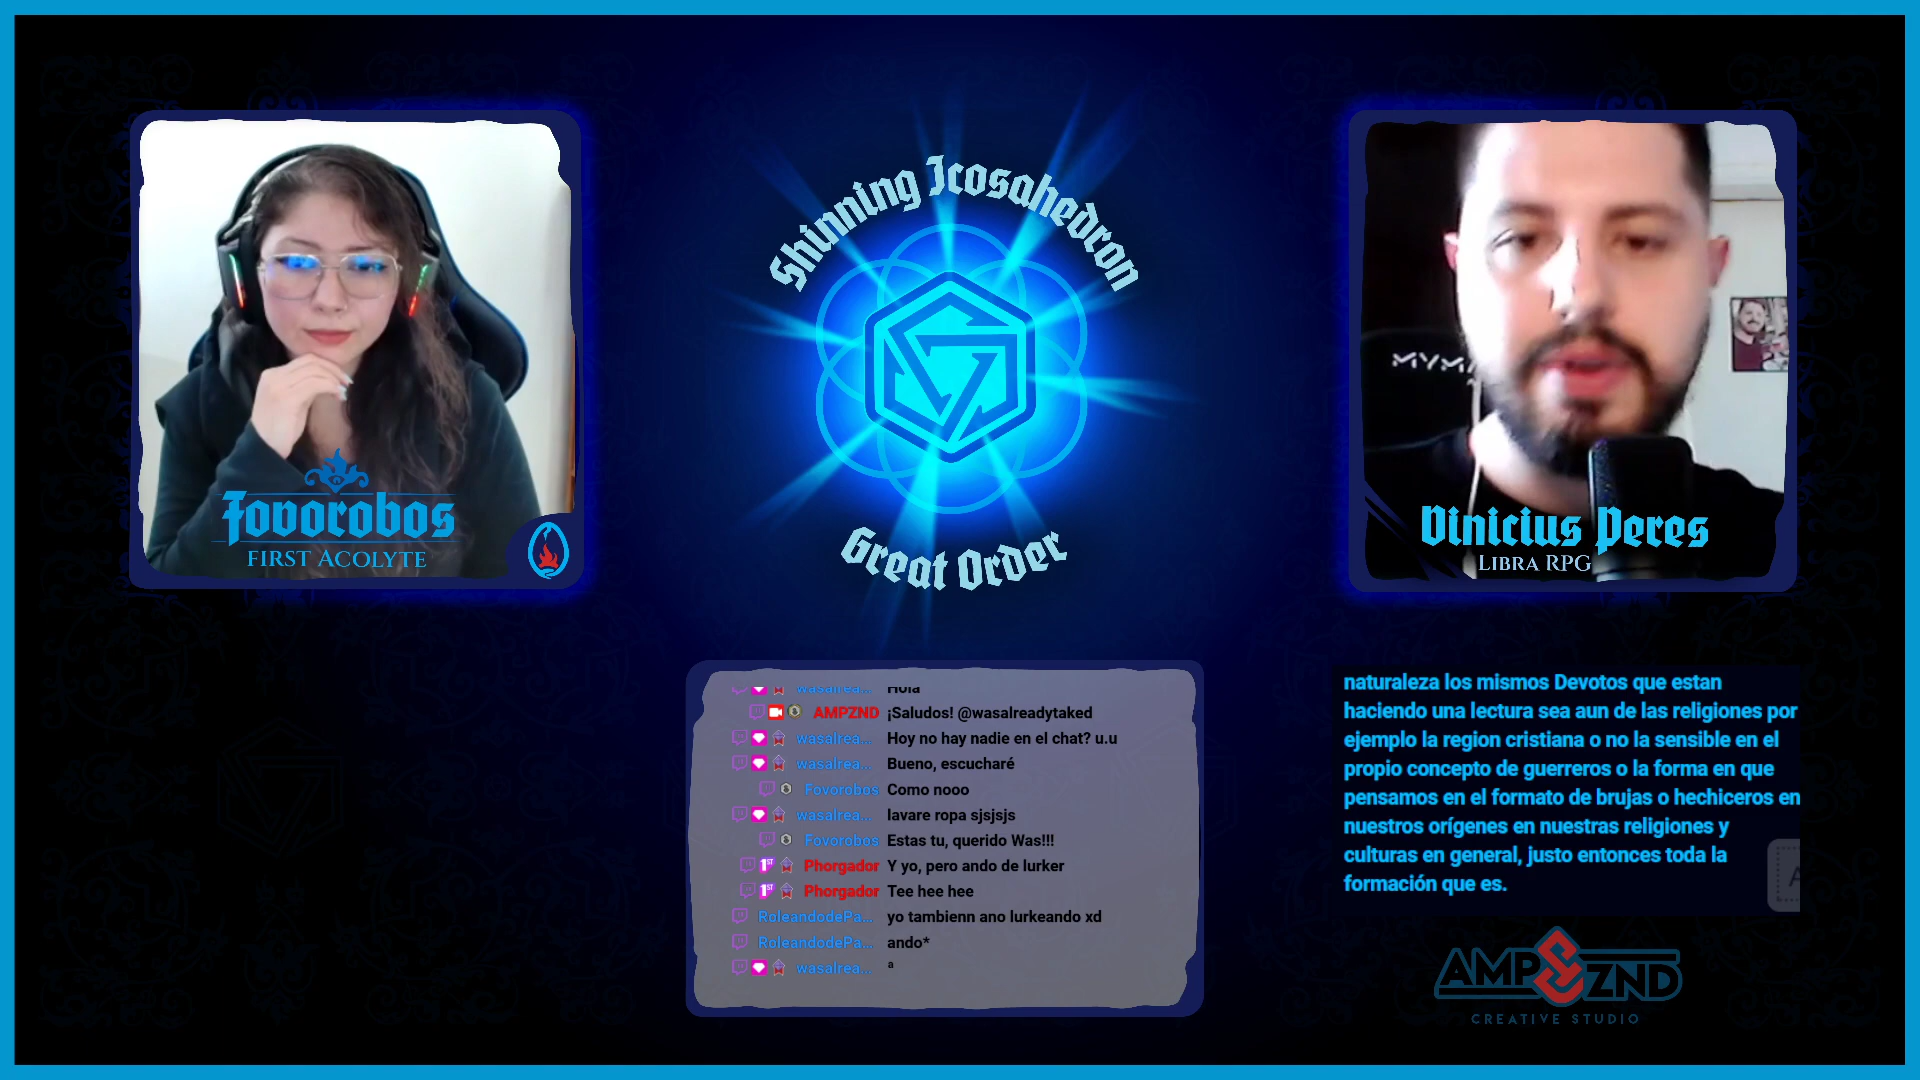 Shinning Icosahedron
Great Order
Fovorobos
FIRST ACOLYTE
MYM
Vinicius Peres
LIBRA RPG
wasalrea... Hola
AMPZND ¡Saludos! @wasalreadytaked
wasalrea... Hoy no hay nadie en el chat? u.u
wasalrea... Bueno, escucharé
Fovorobos Como nooo
wasalrea... lavare ropa sjsjsjs
Fovorobos Estas tu, querido Was!!!
1ST Phorgador Y yo, pero ando de lurker
1ST Phorgador Tee hee hee
RoleandodePa... yo tambienn ano lurkeando xd
RoleandodePa... ando*
wasalrea... a
naturaleza los mismos Devotos que estan
haciendo una lectura sea aun de las religiones por
ejemplo la region cristiana o no la sensible en el
propio concepto de guerreros o la forma en que
pensamos en el formato de brujas o hechiceros en
nuestros orígenes en nuestras religiones y
culturas en general, justo entonces toda la
formación que es.
A
AMP&ZND
CREATIVE STUDIO